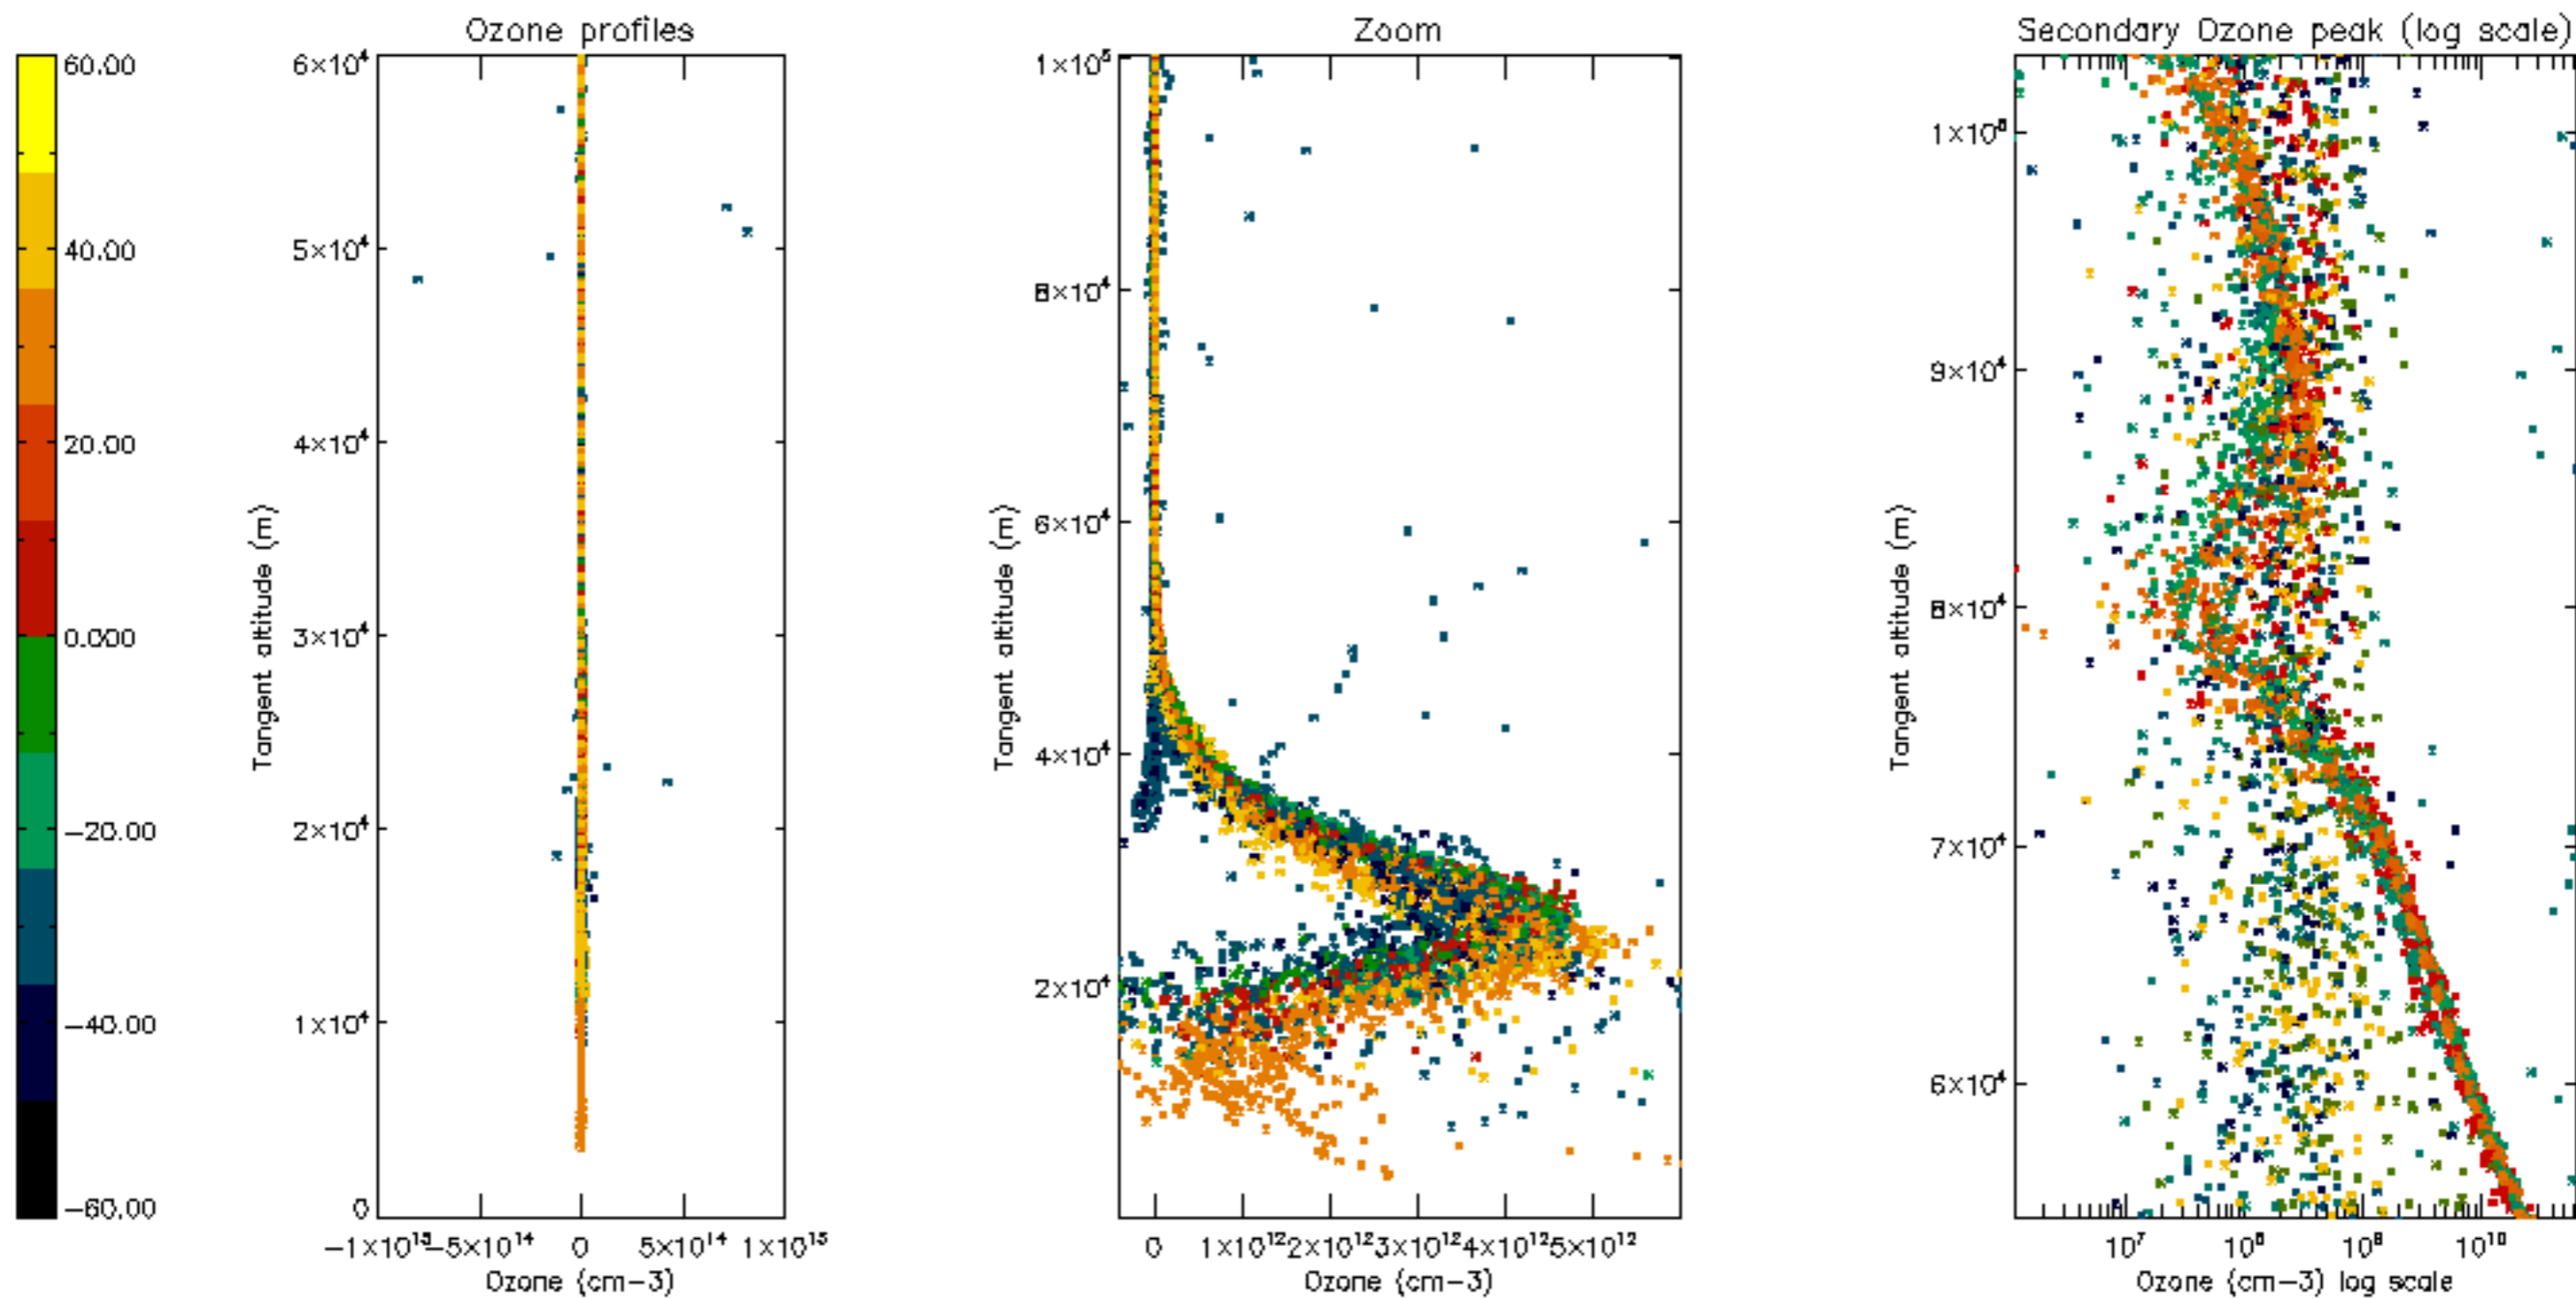 Ozone profiles
Zoom
Secondary Ozone peak (log scale)
60.00
40.00
20.00
0.000
−20.00
−40.00
−60.00
6×10⁴
5×10⁴
4×10⁴
3×10⁴
2×10⁴
1×10⁴
0
Tangent altitude (m)
−1×10¹⁵ −5×10¹⁴ 0 5×10¹⁴ 1×10¹⁵
Ozone (cm−3)
1×10⁵
8×10⁴
6×10⁴
4×10⁴
2×10⁴
Tangent altitude (m)
0 1×10¹² 2×10¹² 3×10¹² 4×10¹² 5×10¹²
Ozone (cm−3)
1×10⁵
9×10⁴
8×10⁴
7×10⁴
6×10⁴
Tangent altitude (m)
10⁷ 10⁸ 10⁹ 10¹⁰
Ozone (cm−3) log scale